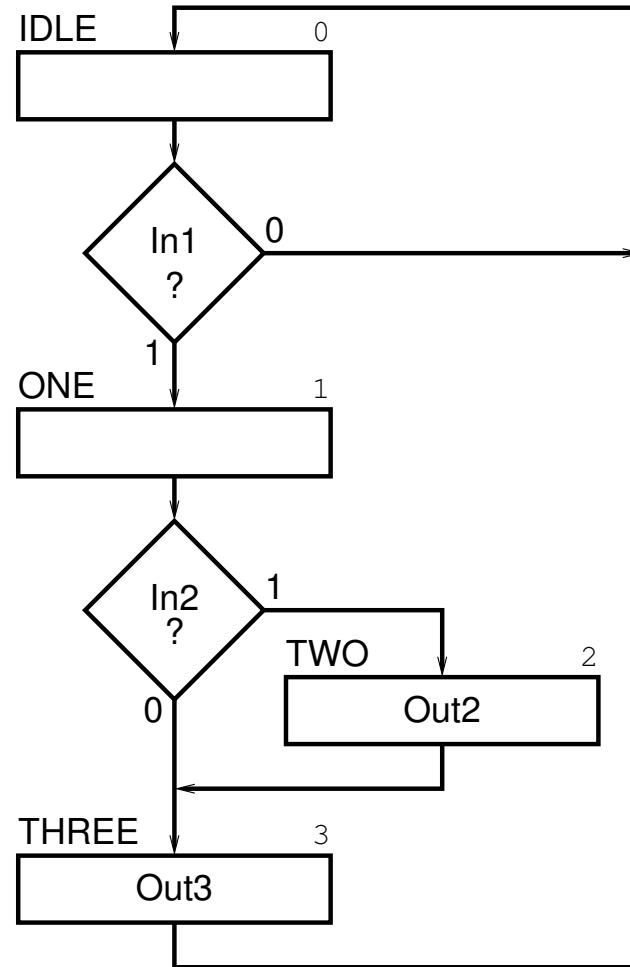 IDLE 0
In1
?
0
1
ONE 1
In2
?
1
0
TWO 2
Out2
THREE 3
Out3